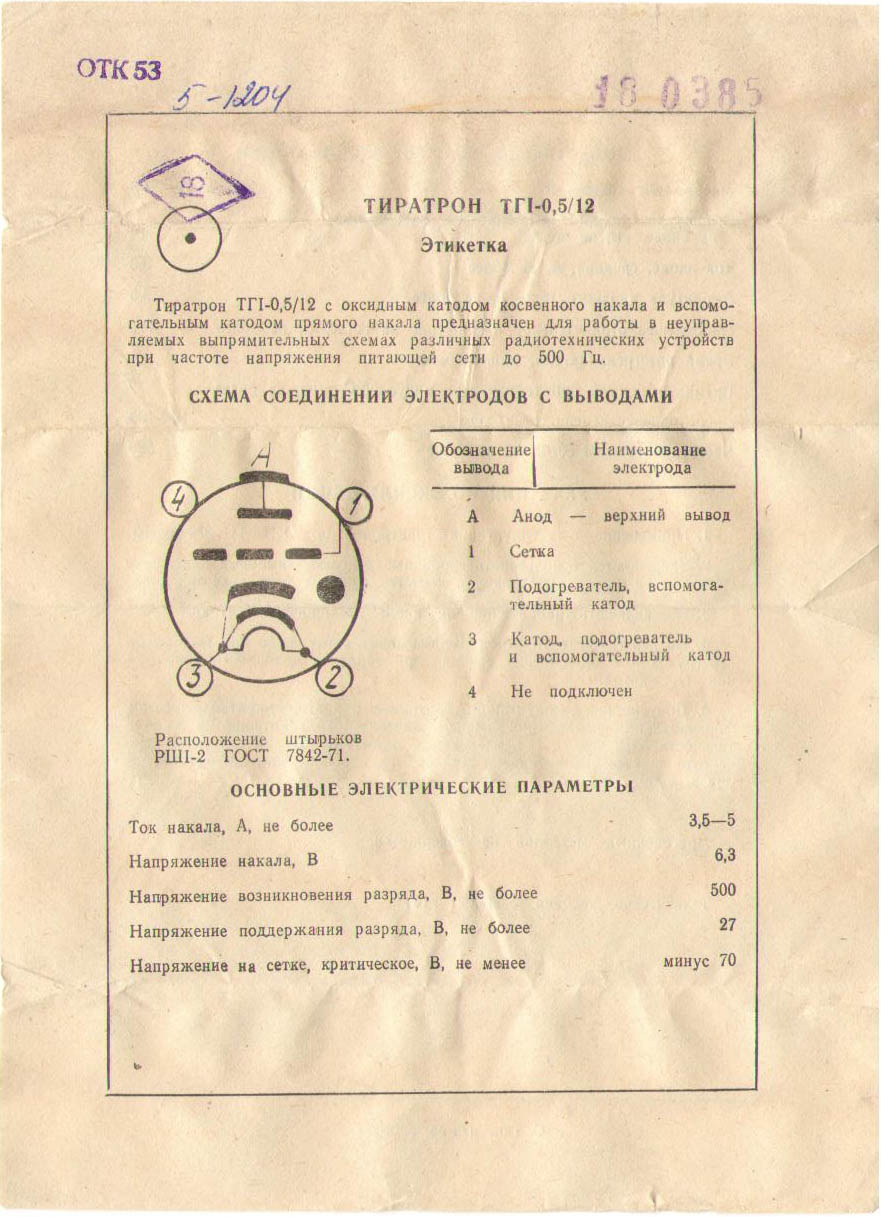 ОТК 53
5-1204
18 0385
18
ТИРАТРОН ТГI-0,5/12
Этикетка
Тиратрон ТГI-0,5/12 с оксидным катодом косвенного накала и вспомо-
гательным катодом прямого накала предназначен для работы в неуправ-
ляемых выпрямительных схемах различных радиотехнических устройств
при частоте напряжения питающей сети до 500 Гц.
СХЕМА СОЕДИНЕНИЙ ЭЛЕКТРОДОВ С ВЫВОДАМИ
А
4
1
3
2
Обозначение Наименование
вывода электрода
А Анод — верхний вывод
1 Сетка
2 Подогреватель, вспомога-
тельный катод
3 Катод, подогреватель
и вспомогательный катод
4 Не подключен
Расположение штырьков
РШI-2 ГОСТ 7842-71.
ОСНОВНЫЕ ЭЛЕКТРИЧЕСКИЕ ПАРАМЕТРЫ
Ток накала, А, не более 3,5—5
Напряжение накала, В 6,3
Напряжение возникновения разряда, В, не более 500
Напряжение поддержания разряда, В, не более 27
Напряжение на сетке, критическое, В, не менее минус 70